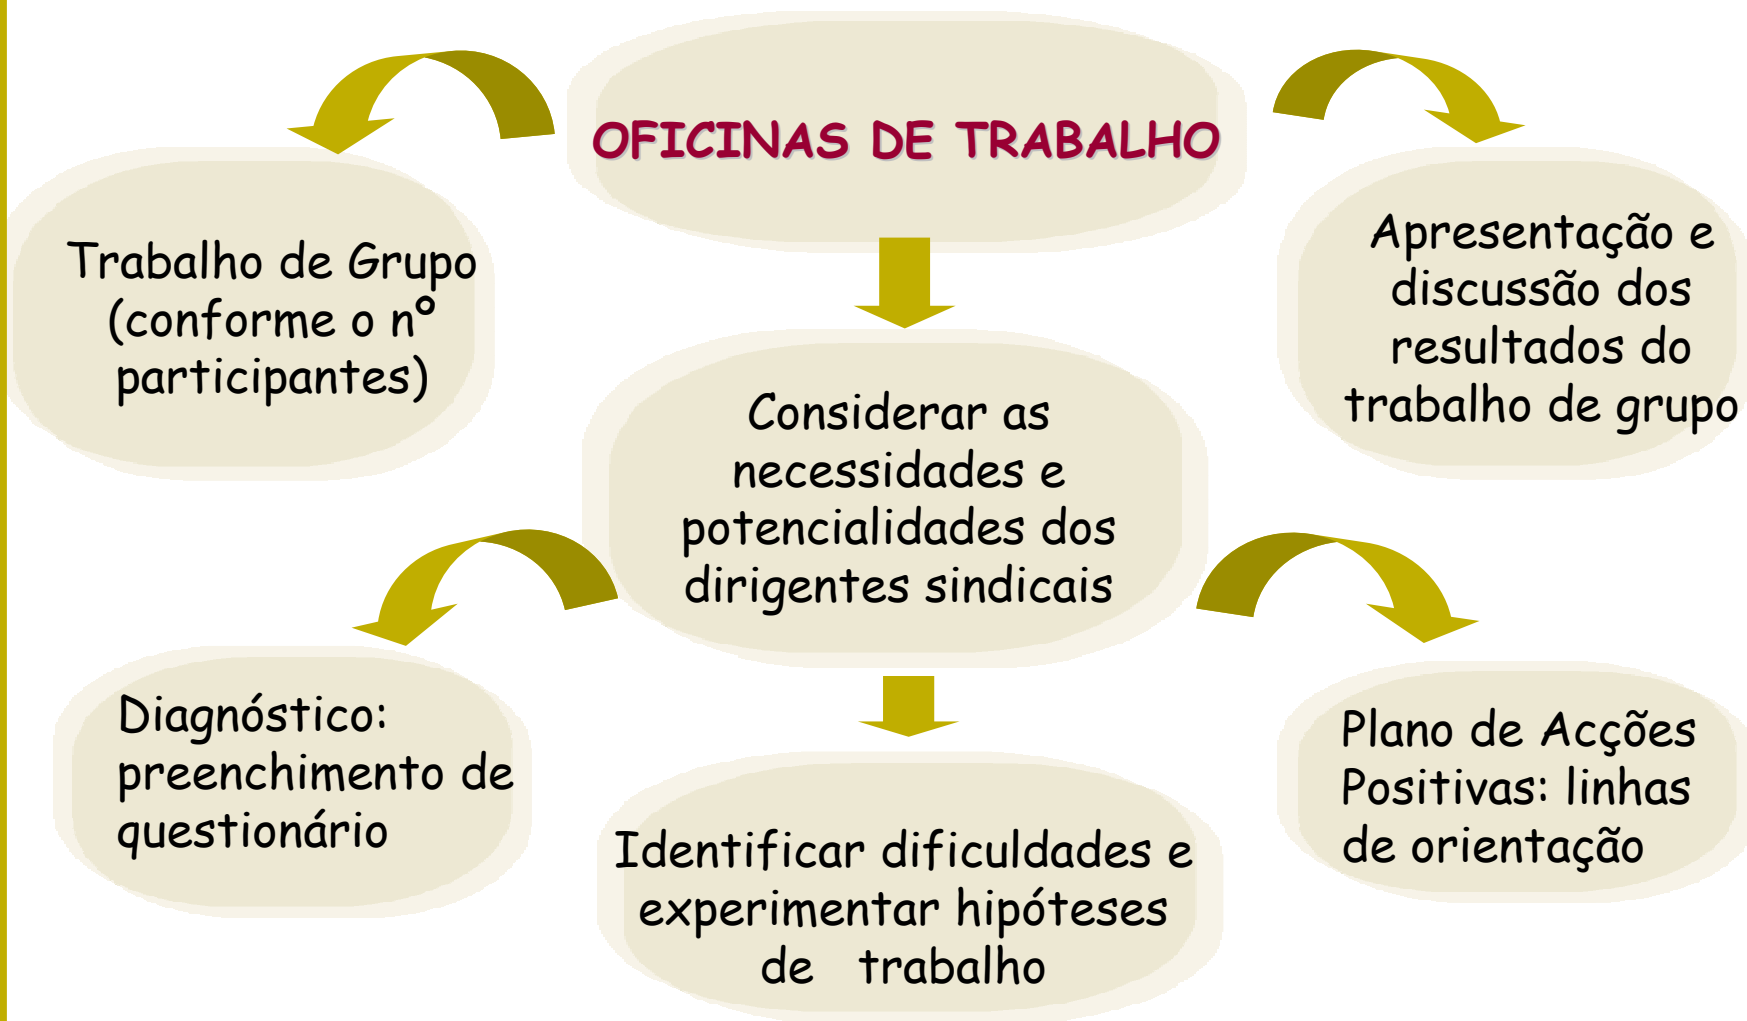 OFICINAS DE TRABALHO
Trabalho de Grupo
(conforme o nº
participantes)
Apresentação e
discussão dos
resultados do
trabalho de grupo
Considerar as
necessidades e
potencialidades dos
dirigentes sindicais
Diagnóstico:
preenchimento de
questionário
Identificar dificuldades e
experimentar hipóteses
de trabalho
Plano de Acções
Positivas: linhas
de orientação